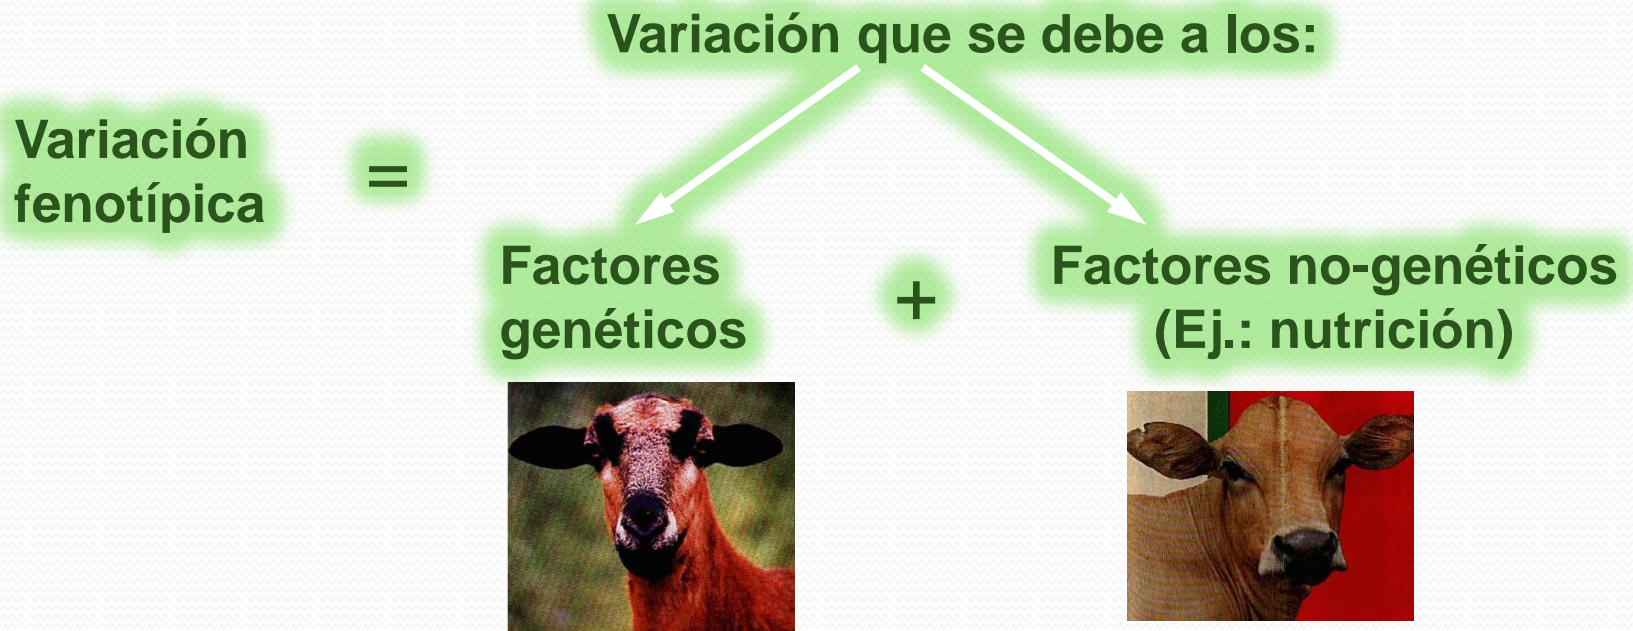 Variación que se debe a los:
Variación
fenotípica
=
Factores
genéticos
+
Factores no-genéticos
(Ej.: nutrición)